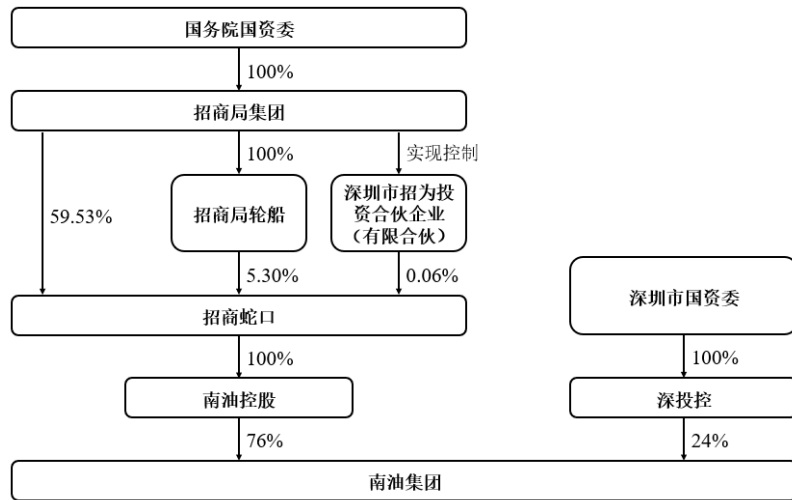 国务院国资委
100%
招商局集团
100%
实现控制
59.53%
招商局轮船
深圳市招为投
资合伙企业
（有限合伙）
5.30%
0.06%
深圳市国资委
招商蛇口
100%
100%
南油控股
深投控
76%
24%
南油集团